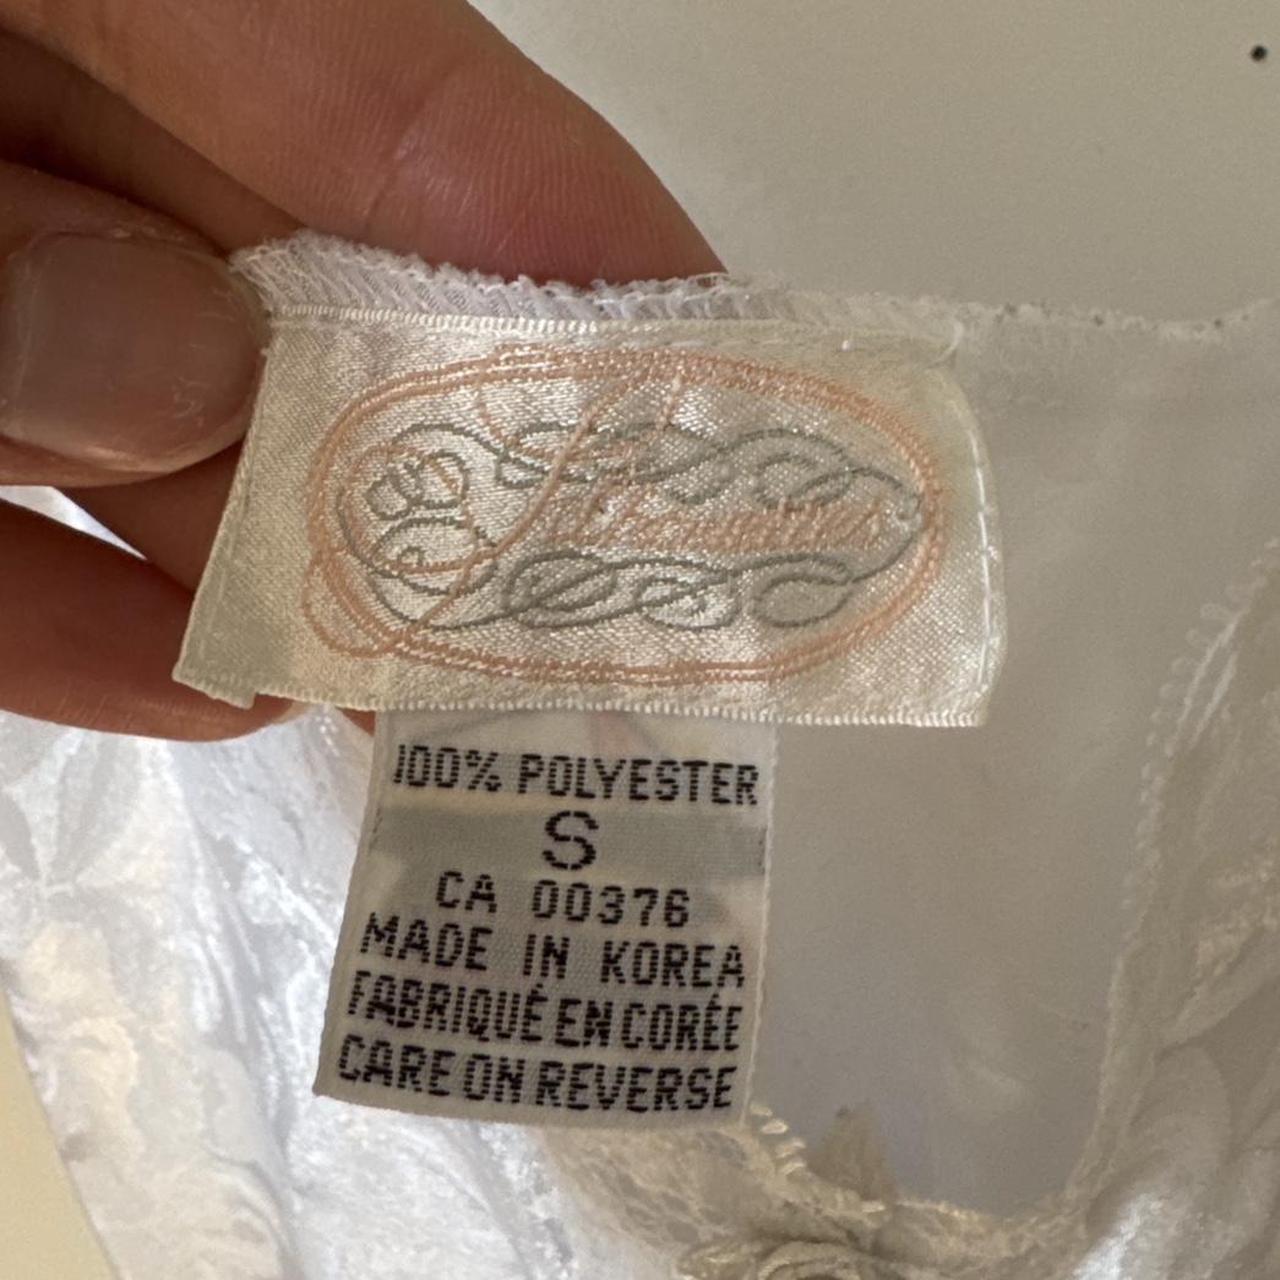 100% POLYESTER
S
CA 00376
MADE IN KOREA
FABRIQUÉ EN CORÉE
CARE ON REVERSE